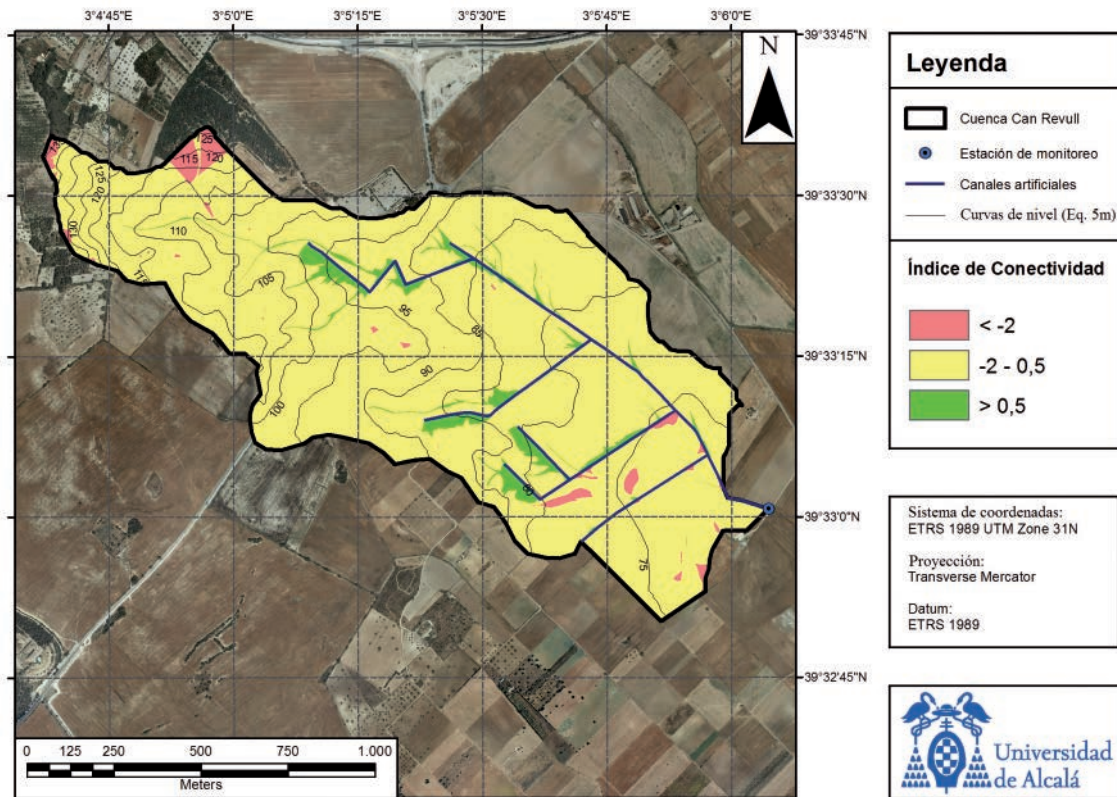 3°4'45"E
3°5'0"E
3°5'15"E
3°5'30"E
3°5'45"E
3°6'0"E
39°33'45"N
39°33'30"N
39°33'15"N
39°33'0"N
39°32'45"N
N
115
120
125
120
130
110
105
95
85
90
100
80
75
0 125 250 500 750 1.000
Meters
Leyenda
Cuenca Can Revull
Estación de monitoreo
Canales artificiales
Curvas de nivel (Eq. 5m)
Índice de Conectividad
< -2
-2 - 0,5
> 0,5
Sistema de coordenadas:
ETRS 1989 UTM Zone 31N
Proyección:
Transverse Mercator
Datum:
ETRS 1989
Universidad
de Alcalá